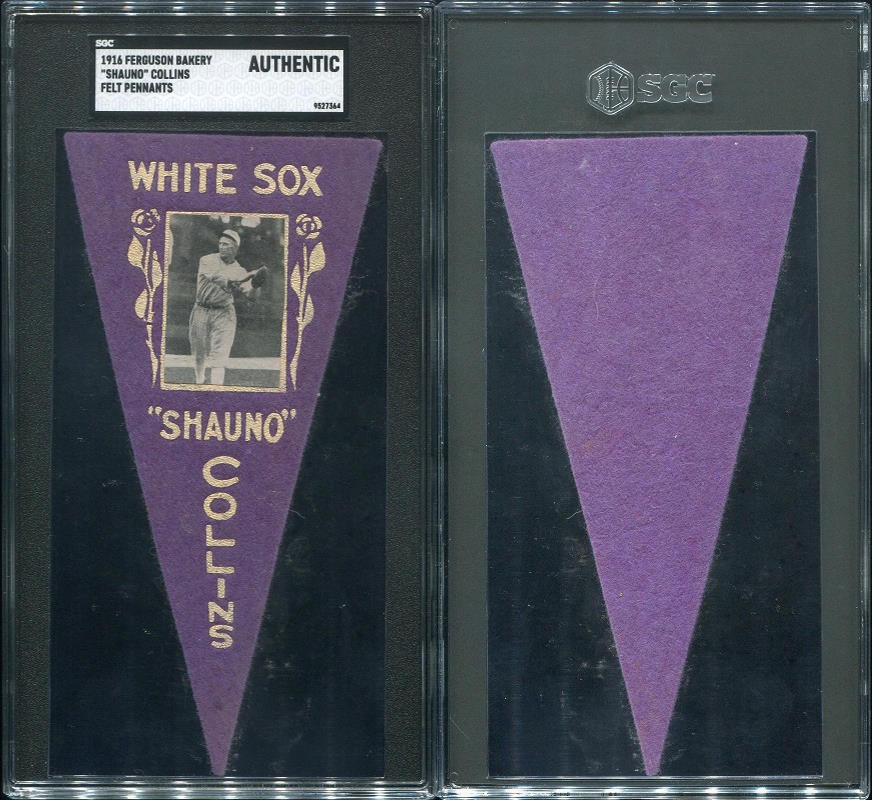 SGC
1916 FERGUSON BAKERY
"SHAUNO" COLLINS
FELT PENNANTS
AUTHENTIC
9527364
SGC
WHITE SOX
"SHAUNO"
COLLINS